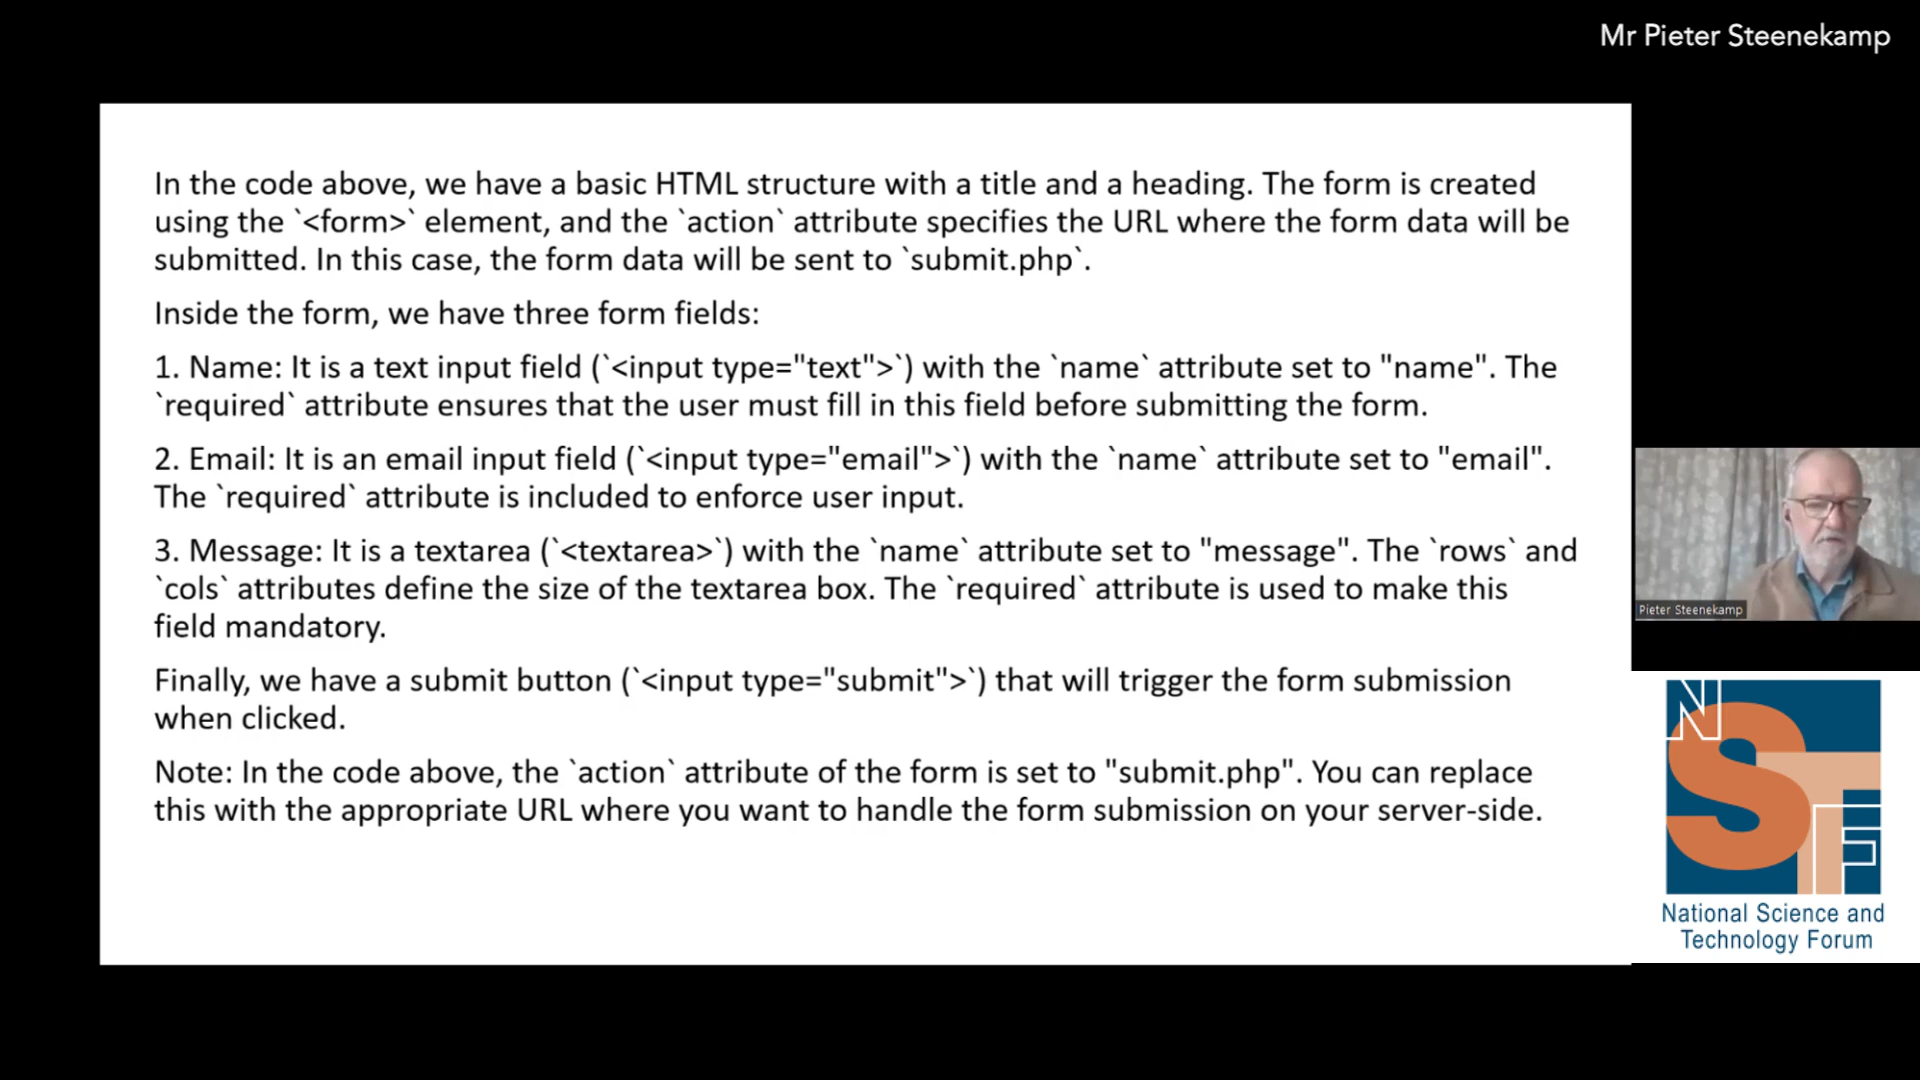 Mr Pieter Steenekamp
In the code above, we have a basic HTML structure with a title and a heading. The form is created
using the `<form>` element, and the `action` attribute specifies the URL where the form data will be
submitted. In this case, the form data will be sent to `submit.php`.
Inside the form, we have three form fields:
1. Name: It is a text input field (`<input type="text">`) with the `name` attribute set to "name". The
`required` attribute ensures that the user must fill in this field before submitting the form.
2. Email: It is an email input field (`<input type="email">`) with the `name` attribute set to "email".
The `required` attribute is included to enforce user input.
3. Message: It is a textarea (`<textarea>`) with the `name` attribute set to "message". The `rows` and
`cols` attributes define the size of the textarea box. The `required` attribute is used to make this
field mandatory.
Finally, we have a submit button (`<input type="submit">`) that will trigger the form submission
when clicked.
Note: In the code above, the `action` attribute of the form is set to "submit.php". You can replace
this with the appropriate URL where you want to handle the form submission on your server-side.
Pieter Steenekamp
NSTF
National Science and
Technology Forum